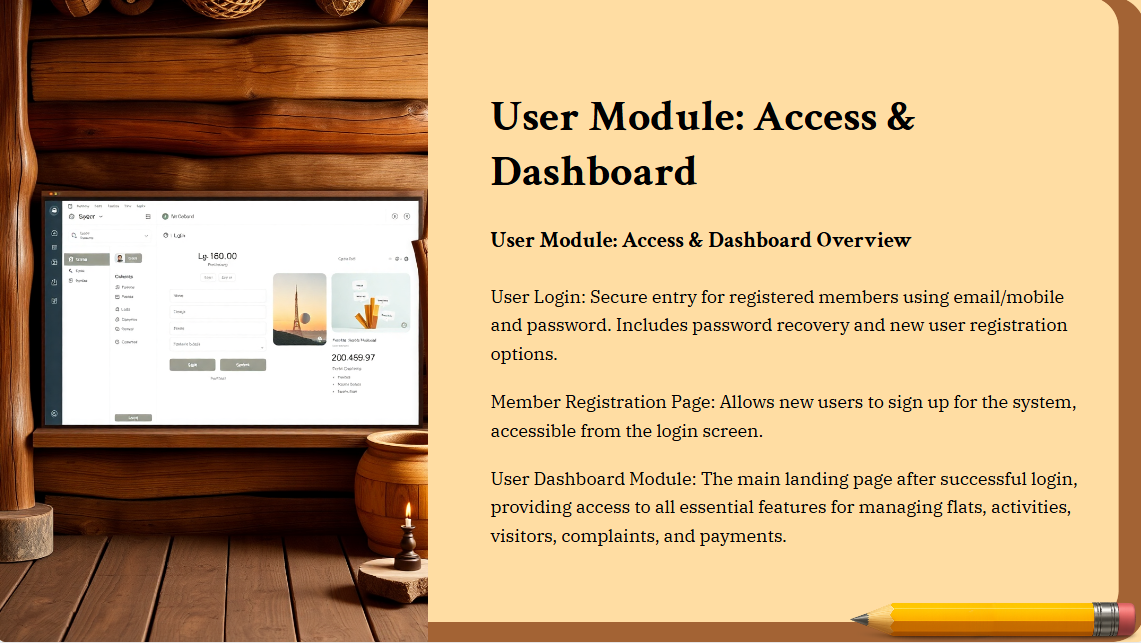 User Module: Access &
Dashboard
User Module: Access & Dashboard Overview
User Login: Secure entry for registered members using email/mobile
and password. Includes password recovery and new user registration
options.
Member Registration Page: Allows new users to sign up for the system,
accessible from the login screen.
User Dashboard Module: The main landing page after successful login,
providing access to all essential features for managing flats, activities,
visitors, complaints, and payments.
Lg. 160.00
200.459.97